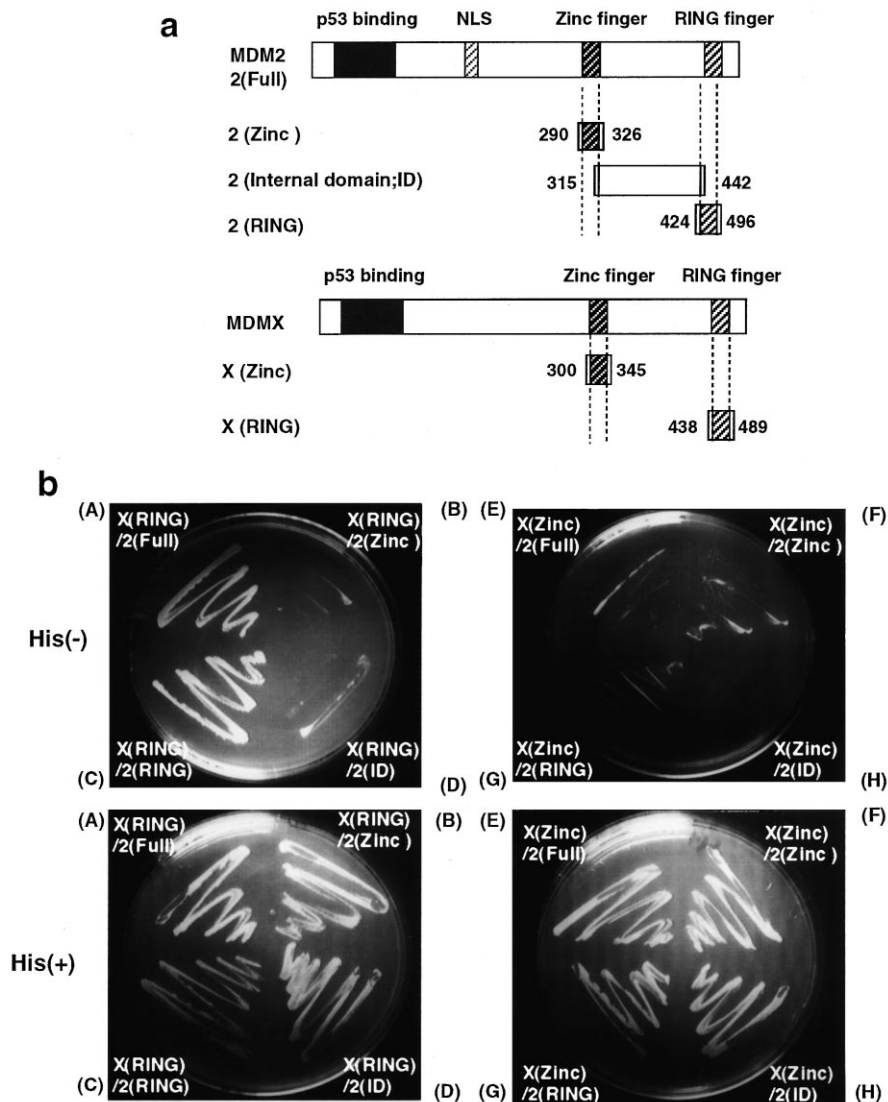 a
p53 binding NLS Zinc finger RING finger
MDM2
2(Full)
2 (Zinc )
290 326
2 (Internal domain;ID)
315 442
2 (RING)
424 496
p53 binding Zinc finger RING finger
MDMX
X (Zinc)
300 345
X (RING)
438 489
b
His(-)
(A) X(RING)
/2(Full)
X(RING) (B)
/2(Zinc )
(C) X(RING)
/2(RING)
X(RING) (D)
/2(ID)
(E) X(Zinc)
/2(Full)
X(Zinc) (F)
/2(Zinc )
X(Zinc) (G)
/2(RING)
X(Zinc) (H)
/2(ID)
His(+)
(A) X(RING)
/2(Full)
X(RING) (B)
/2(Zinc )
(C) X(RING)
/2(RING)
X(RING) (D)
/2(ID)
(E) X(Zinc)
/2(Full)
X(Zinc) (F)
/2(Zinc )
(G) X(Zinc)
/2(RING)
X(Zinc) (H)
/2(ID)